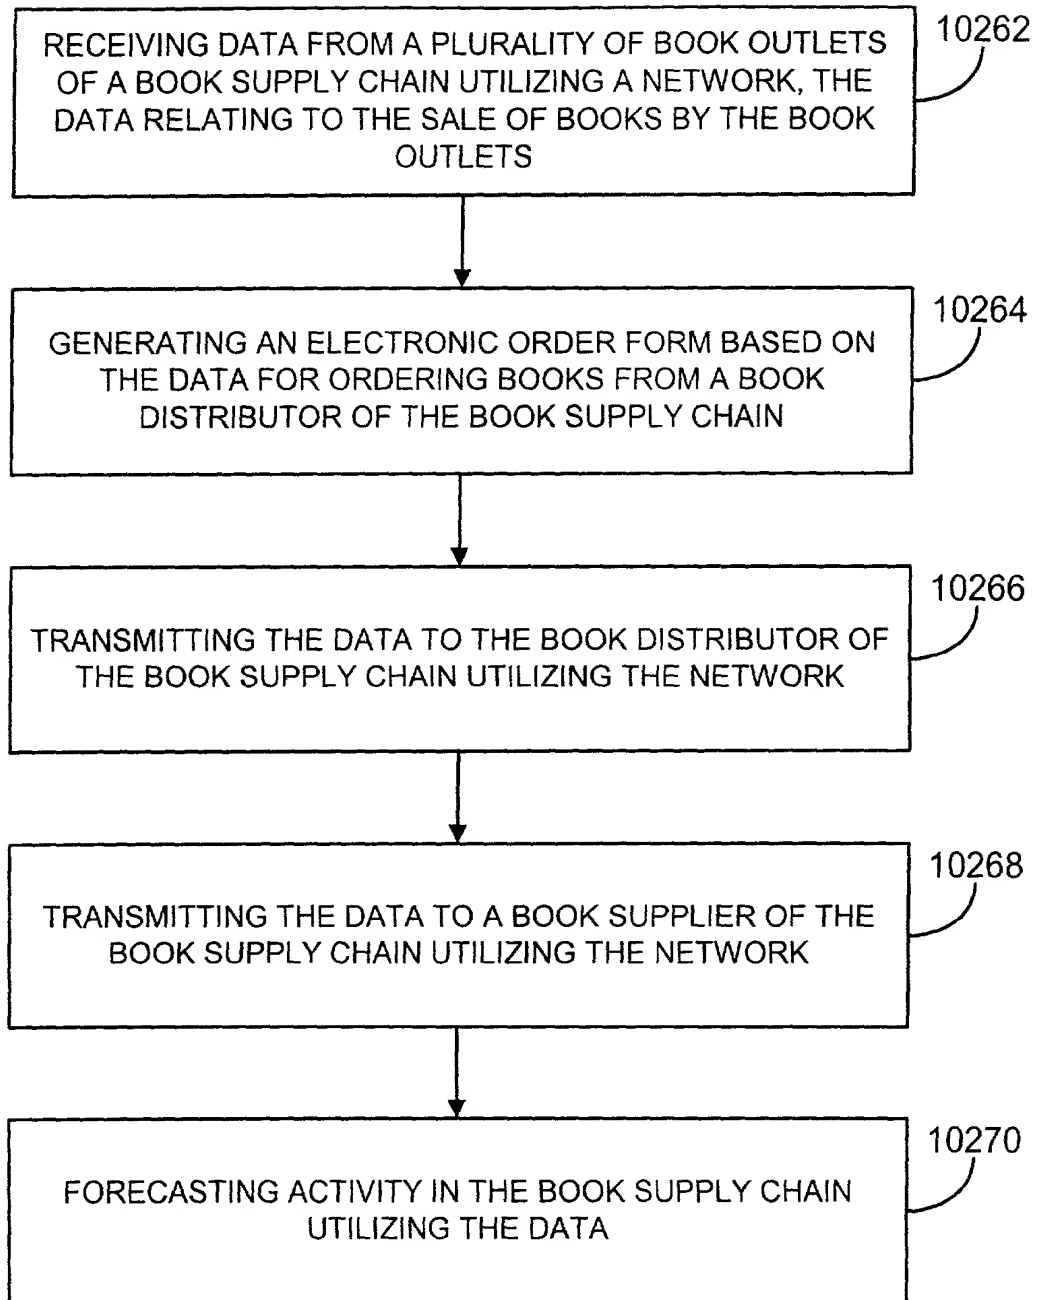 RECEIVING DATA FROM A PLURALITY OF BOOK OUTLETS
OF A BOOK SUPPLY CHAIN UTILIZING A NETWORK, THE
DATA RELATING TO THE SALE OF BOOKS BY THE BOOK
OUTLETS
10262
GENERATING AN ELECTRONIC ORDER FORM BASED ON
THE DATA FOR ORDERING BOOKS FROM A BOOK
DISTRIBUTOR OF THE BOOK SUPPLY CHAIN
10264
TRANSMITTING THE DATA TO THE BOOK DISTRIBUTOR OF
THE BOOK SUPPLY CHAIN UTILIZING THE NETWORK
10266
TRANSMITTING THE DATA TO A BOOK SUPPLIER OF THE
BOOK SUPPLY CHAIN UTILIZING THE NETWORK
10268
FORECASTING ACTIVITY IN THE BOOK SUPPLY CHAIN
UTILIZING THE DATA
10270